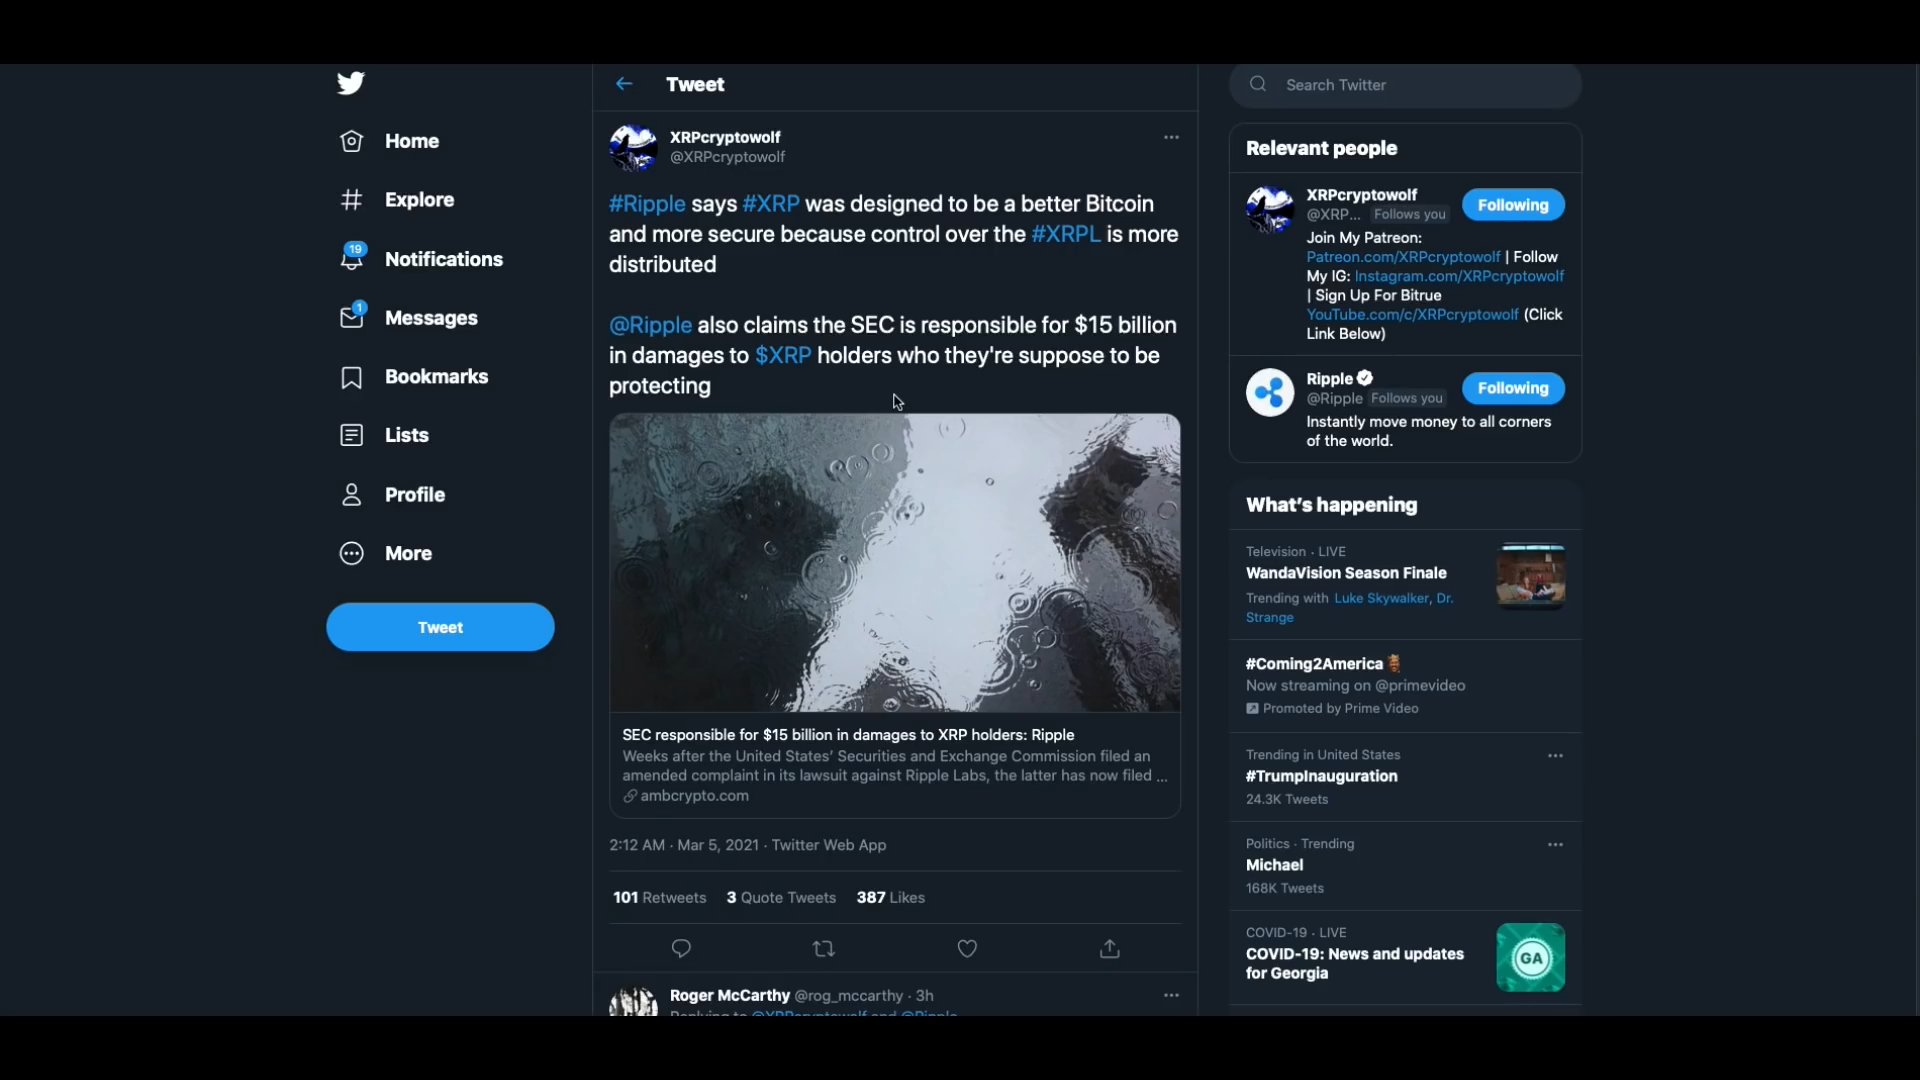 Home
Explore
19
Notifications
1
Messages
Bookmarks
Lists
Profile
More
Tweet
Tweet
XRPcryptowolf
@XRPcryptowolf
#Ripple says #XRP was designed to be a better Bitcoin
and more secure because control over the #XRPL is more
distributed
@Ripple also claims the SEC is responsible for $15 billion
in damages to $XRP holders who they're suppose to be
protecting
SEC responsible for $15 billion in damages to XRP holders: Ripple
Weeks after the United States' Securities and Exchange Commission filed an
amended complaint in its lawsuit against Ripple Labs, the latter has now filed ...
ambcrypto.com
2:12 AM · Mar 5, 2021 · Twitter Web App
101 Retweets 3 Quote Tweets 387 Likes
Roger McCarthy @rog_mccarthy · 3h
Replying to @XRPcryptowolf and @Ripple
Search Twitter
Relevant people
XRPcryptowolf
@XRP... Follows you
Following
Join My Patreon:
Patreon.com/XRPcryptowolf | Follow
My IG: Instagram.com/XRPcryptowolf
| Sign Up For Bitrue
YouTube.com/c/XRPcryptowolf (Click
Link Below)
Ripple
@Ripple Follows you
Following
Instantly move money to all corners
of the world.
What's happening
Television · LIVE
WandaVision Season Finale
Trending with Luke Skywalker, Dr.
Strange
#Coming2America
Now streaming on @primevideo
Promoted by Prime Video
Trending in United States
#TrumpInauguration
24.3K Tweets
Politics · Trending
Michael
168K Tweets
COVID-19 · LIVE
COVID-19: News and updates
for Georgia
GA